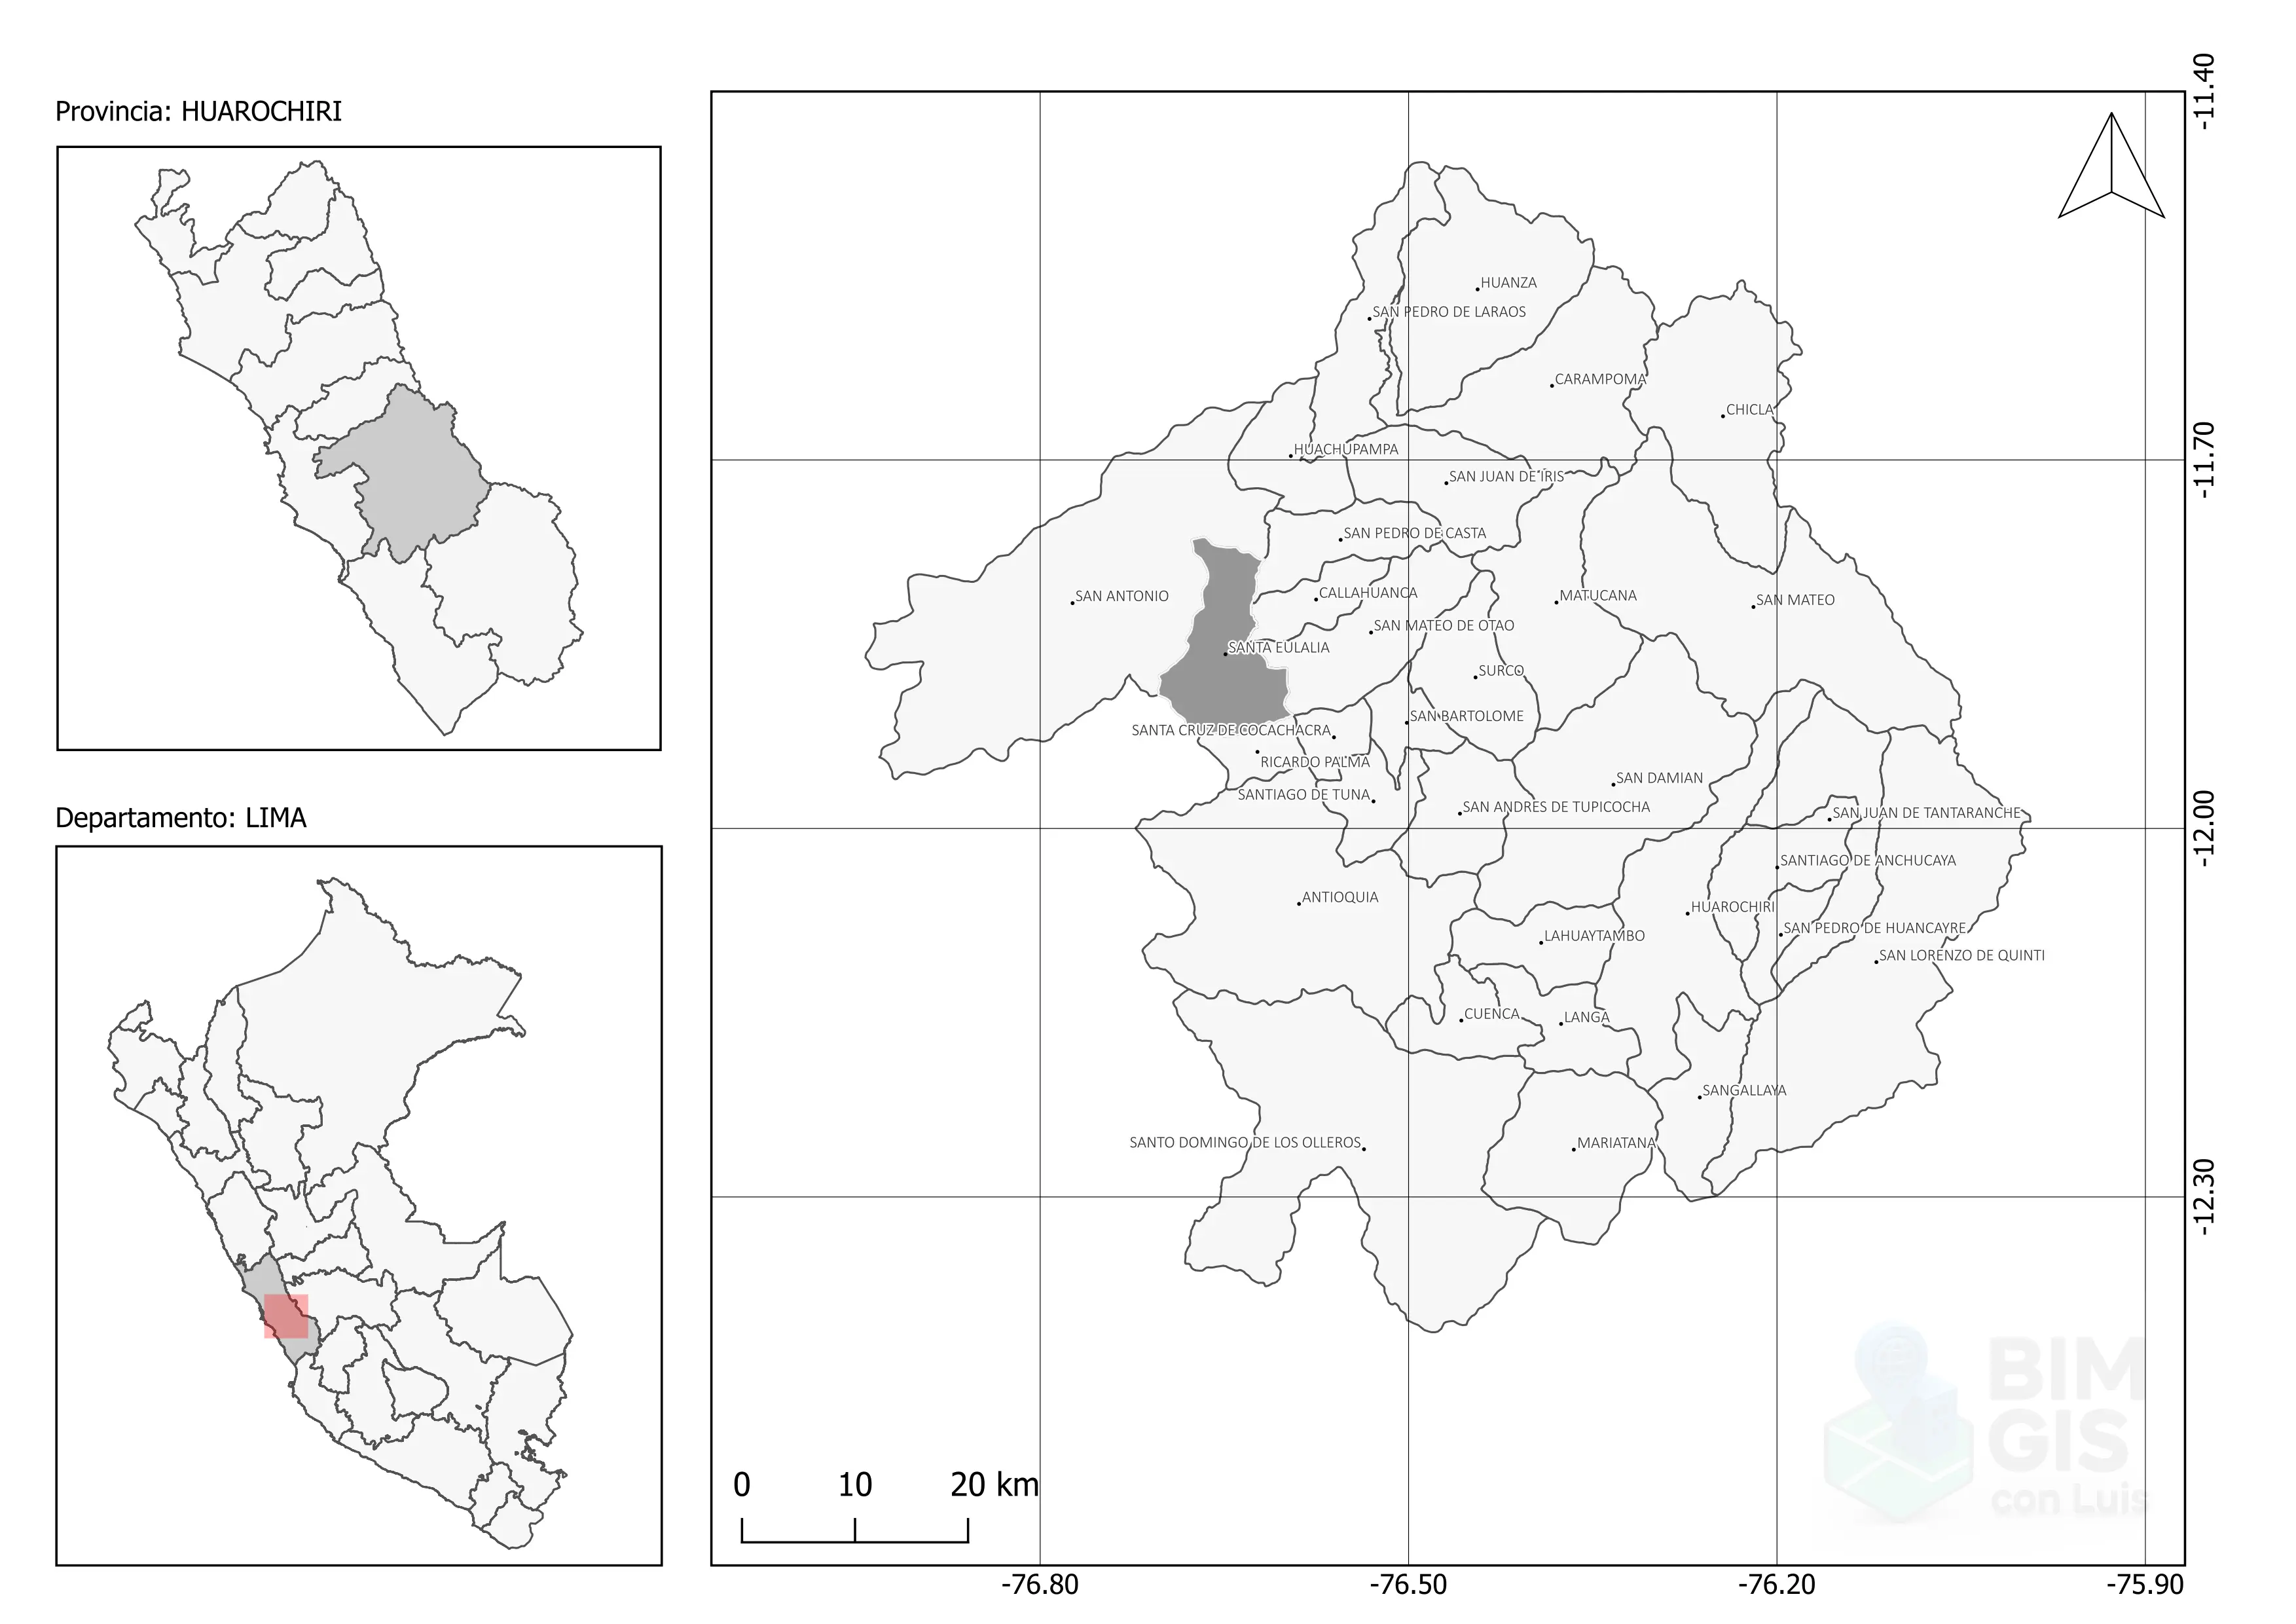 Provincia: HUAROCHIRI
Departamento: LIMA
HUANZA
SAN PEDRO DE LARAOS
CARAMPOMA
CHICLA
HUACHUPAMPA
SAN JUAN DE IRIS
SAN PEDRO DE CASTA
SAN ANTONIO
CALLAHUANCA
MATUCANA
SAN MATEO
SAN MATEO DE OTAO
SANTA EULALIA
SURCO
SAN BARTOLOME
SANTA CRUZ DE COCACHACRA
RICARDO PALMA
SAN DAMIAN
SANTIAGO DE TUNA
SAN ANDRES DE TUPICOCHA
SAN JUAN DE TANTARANCHE
SANTIAGO DE ANCHUCAYA
ANTIOQUIA
HUAROCHIRI
SAN PEDRO DE HUANCAYRE
LAHUAYTAMBO
SAN LORENZO DE QUINTI
CUENCA
LANGA
SANGALLAYA
SANTO DOMINGO DE LOS OLLEROS
MARIATANA
-11.40
-11.70
-12.00
-12.30
0 10 20 km
-76.80 -76.50 -76.20 -75.90
BIM
GIS
con Luis